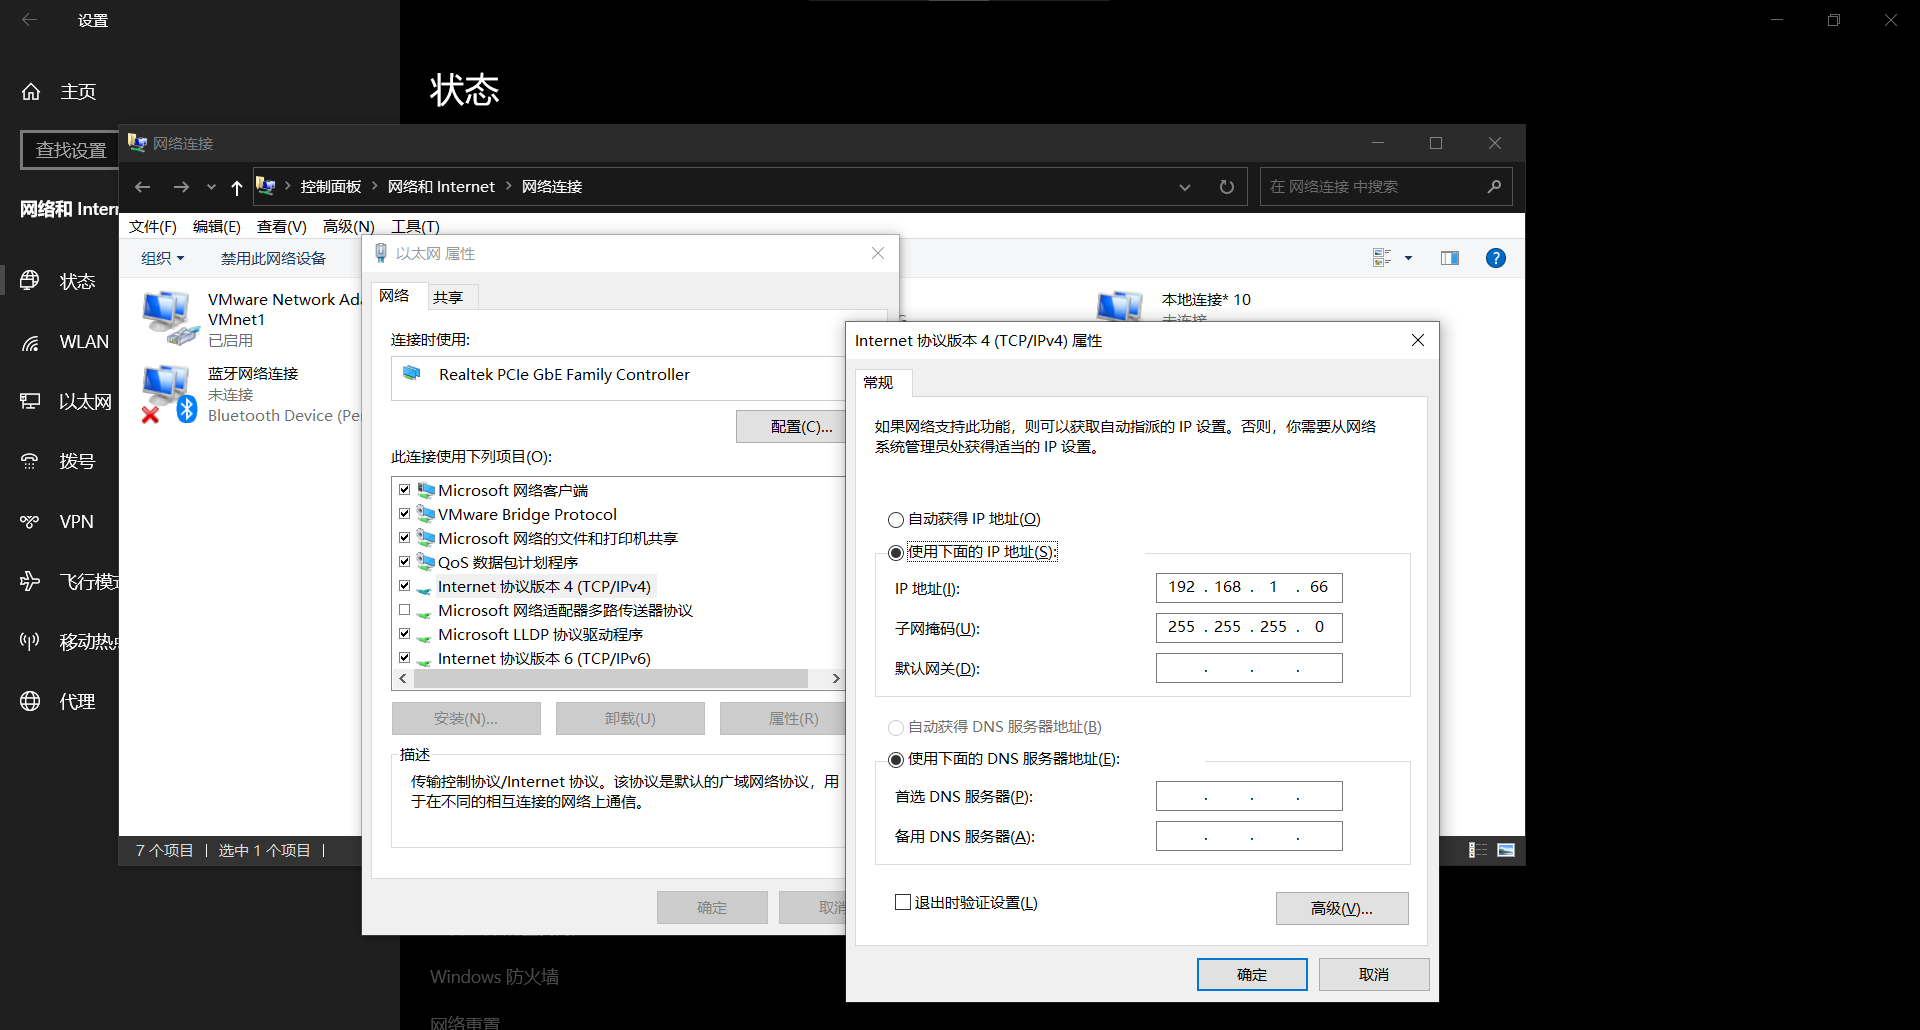 设置
状态
主页
查找设置
网络和 Inter
状态
WLAN
以太网
拨号
VPN
飞行模式
移动热点
代理
网络连接
控制面板
网络和 Internet
网络连接
在 网络连接 中搜索
文件(F)
编辑(E)
查看(V)
高级(N)
工具(T)
组织
禁用此网络设备
VMware Network Ada
VMnet1
已启用
蓝牙网络连接
未连接
Bluetooth Device (Pe
本地连接* 10
未连接
7 个项目
选中 1 个项目
以太网 属性
网络
共享
连接时使用:
Realtek PCIe GbE Family Controller
配置(C)...
此连接使用下列项目(O):
Microsoft 网络客户端
VMware Bridge Protocol
Microsoft 网络的文件和打印机共享
QoS 数据包计划程序
Internet 协议版本 4 (TCP/IPv4)
Microsoft 网络适配器多路传送器协议
Microsoft LLDP 协议驱动程序
Internet 协议版本 6 (TCP/IPv6)
安装(N)...
卸载(U)
属性(R)
描述
传输控制协议/Internet 协议。该协议是默认的广域网络协议，用
于在不同的相互连接的网络上通信。
确定
取消
Internet 协议版本 4 (TCP/IPv4) 属性
常规
如果网络支持此功能，则可以获取自动指派的 IP 设置。否则，你需要从网络
系统管理员处获得适当的 IP 设置。
自动获得 IP 地址(O)
使用下面的 IP 地址(S):
IP 地址(I):
192 . 168 . 1 . 66
子网掩码(U):
255 . 255 . 255 . 0
默认网关(D):
. . .
自动获得 DNS 服务器地址(B)
使用下面的 DNS 服务器地址(E):
首选 DNS 服务器(P):
. . .
备用 DNS 服务器(A):
. . .
退出时验证设置(L)
高级(V)...
确定
取消
Windows 防火墙
网络重置